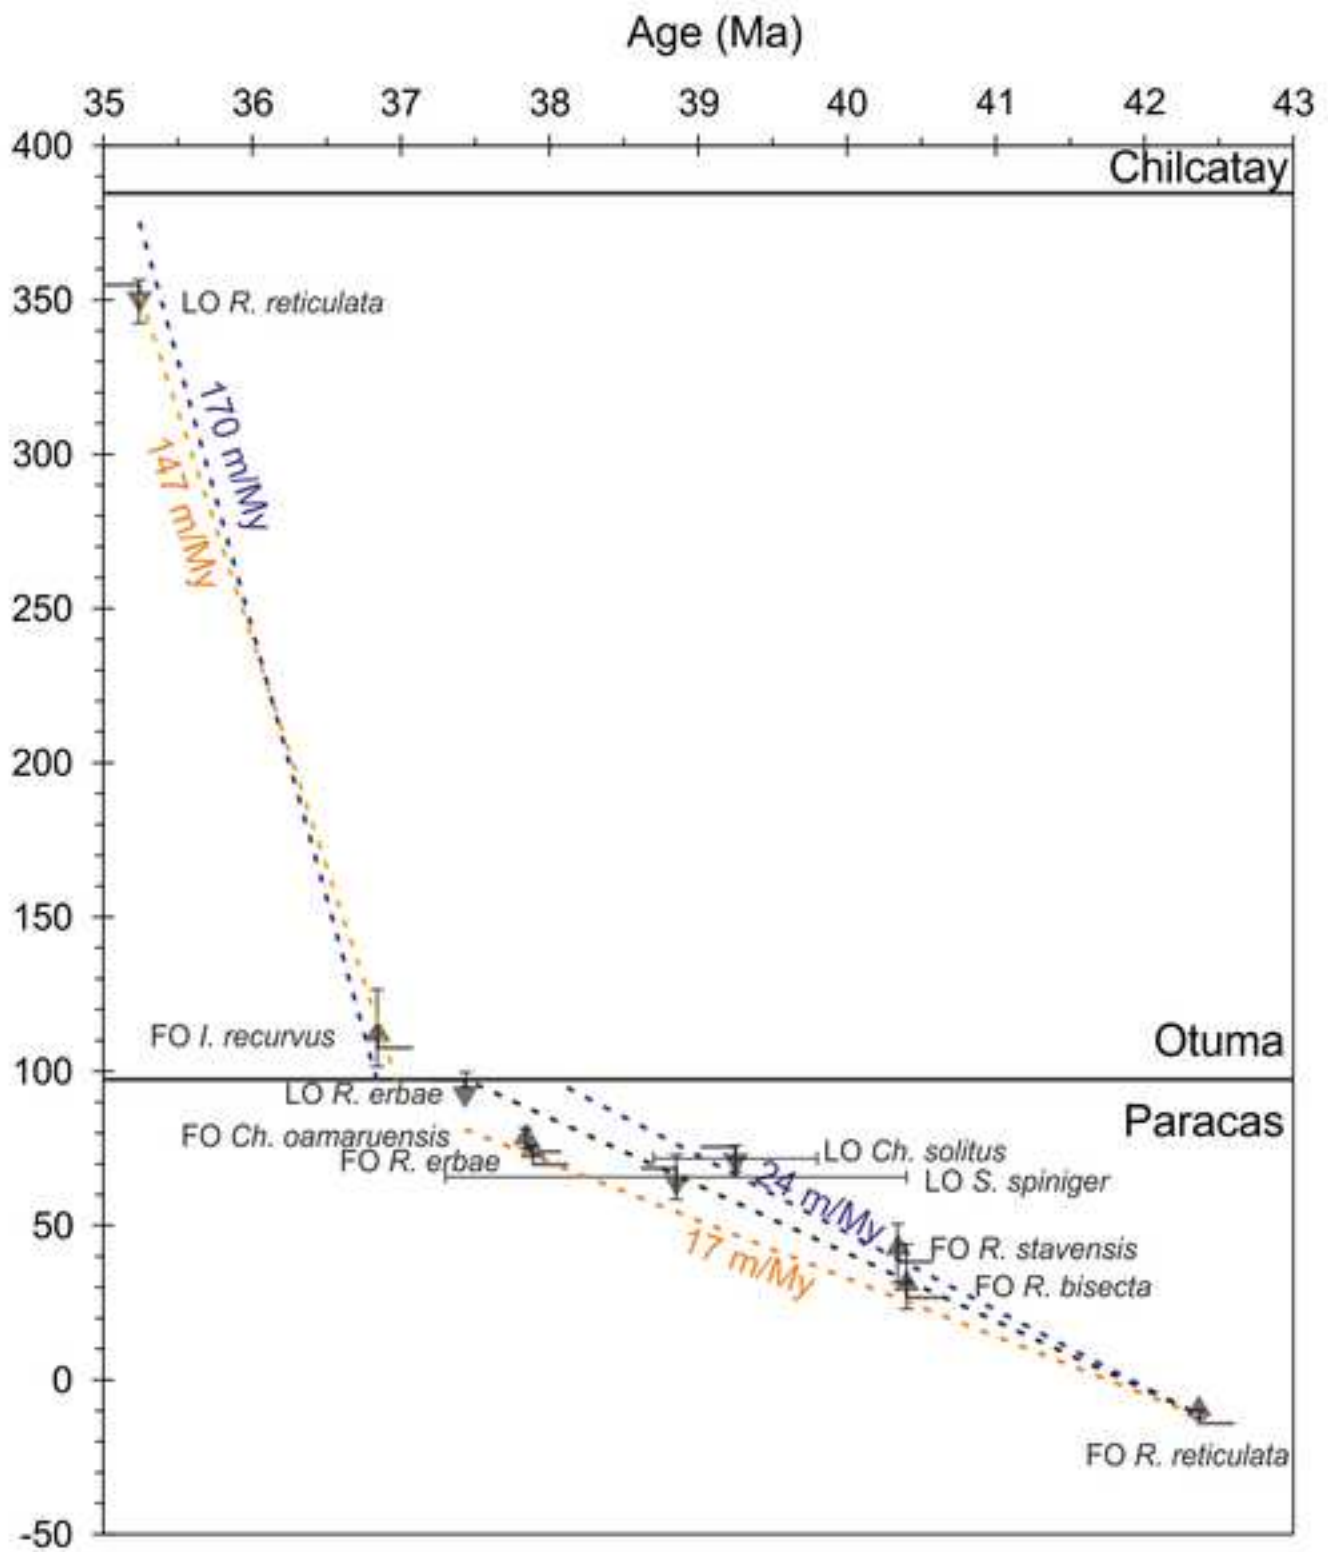 Age (Ma)
35 36 37 38 39 40 41 42 43
400
Chilcatay
350
LO R. reticulata
170 m/My
147 m/My
300
250
200
150
FO I. recurvus
Otuma
100
LO R. erbae
Paracas
FO Ch. oamaruensis
FO R. erbae
LO Ch. solitus
LO S. spiniger
24 m/My
50
17 m/My
FO R. stavensis
FO R. bisecta
0
FO R. reticulata
-50